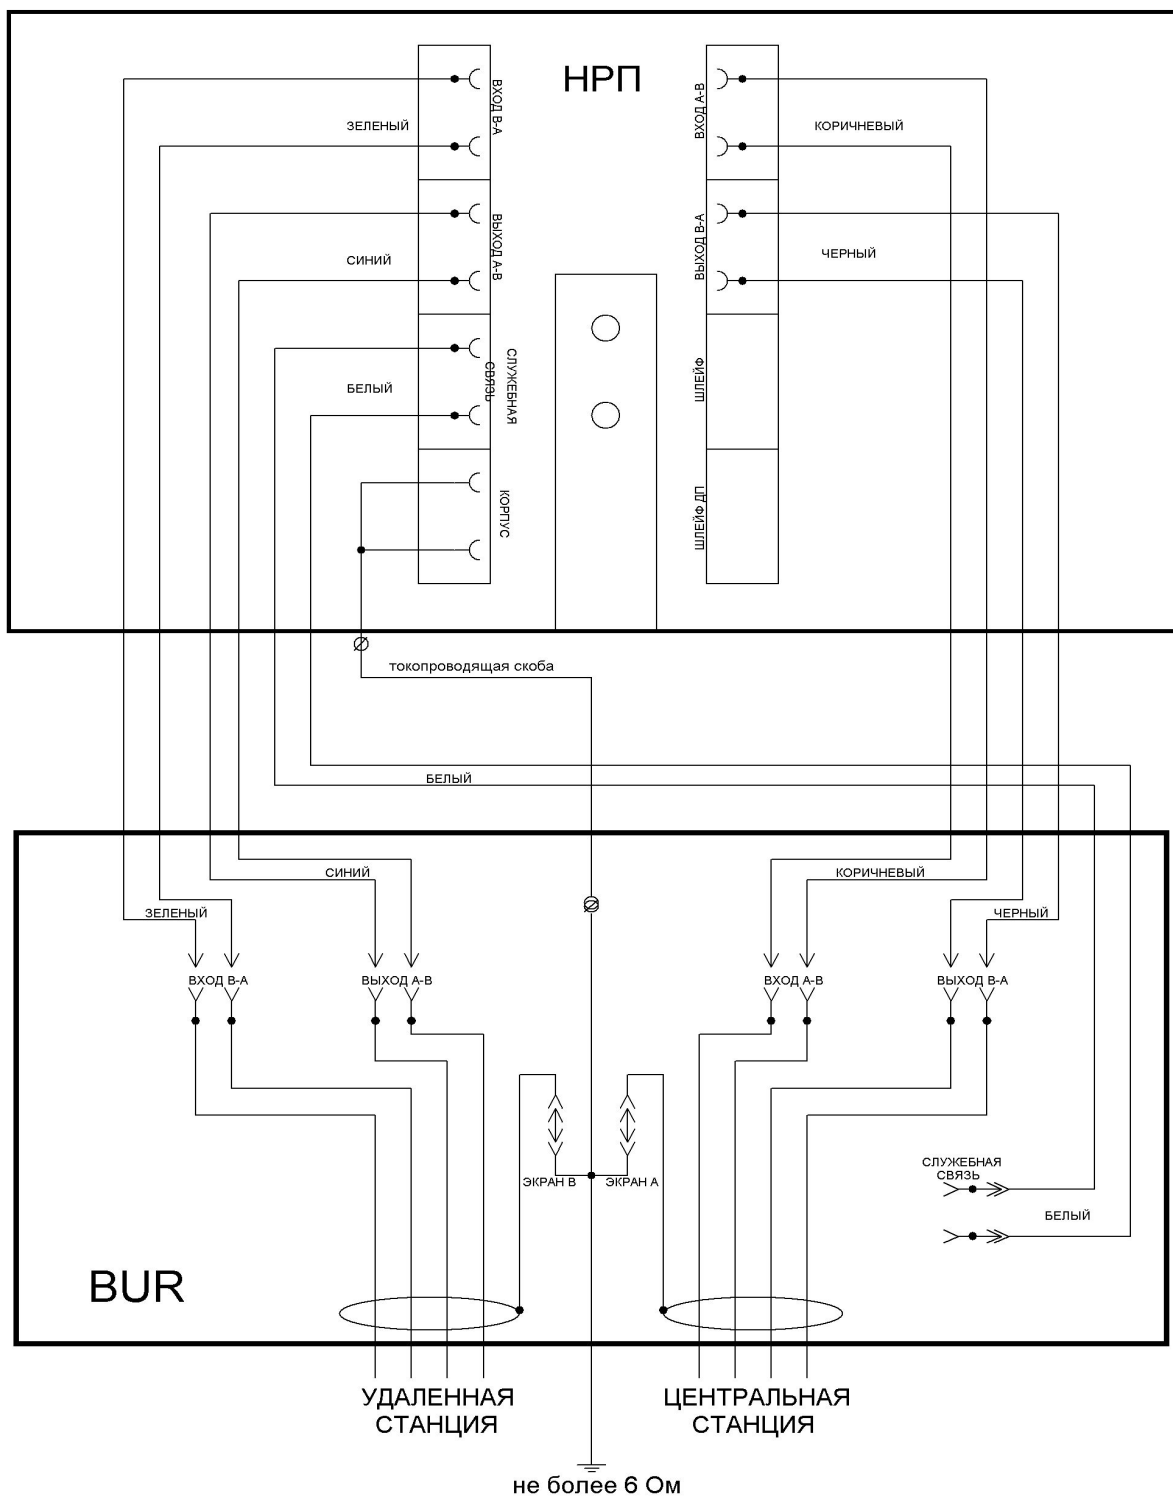 НРП
ВХОД В-А
ВХОД А-В
ЗЕЛЕНЫЙ
КОРИЧНЕВЫЙ
ВЫХОД А-В
ВЫХОД В-А
СИНИЙ
ЧЕРНЫЙ
СЛУЖЕБНАЯ
СВЯЗЬ
ШЛЕЙФ
БЕЛЫЙ
КОРПУС
ШЛЕЙФ ДП
токопроводящая скоба
БЕЛЫЙ
СИНИЙ
КОРИЧНЕВЫЙ
ЗЕЛЕНЫЙ
ЧЕРНЫЙ
ВХОД В-А
ВЫХОД А-В
ВХОД А-В
ВЫХОД В-А
СЛУЖЕБНАЯ
СВЯЗЬ
ЭКРАН В
ЭКРАН А
БЕЛЫЙ
BUR
УДАЛЕННАЯ
СТАНЦИЯ
ЦЕНТРАЛЬНАЯ
СТАНЦИЯ
не более 6 Ом